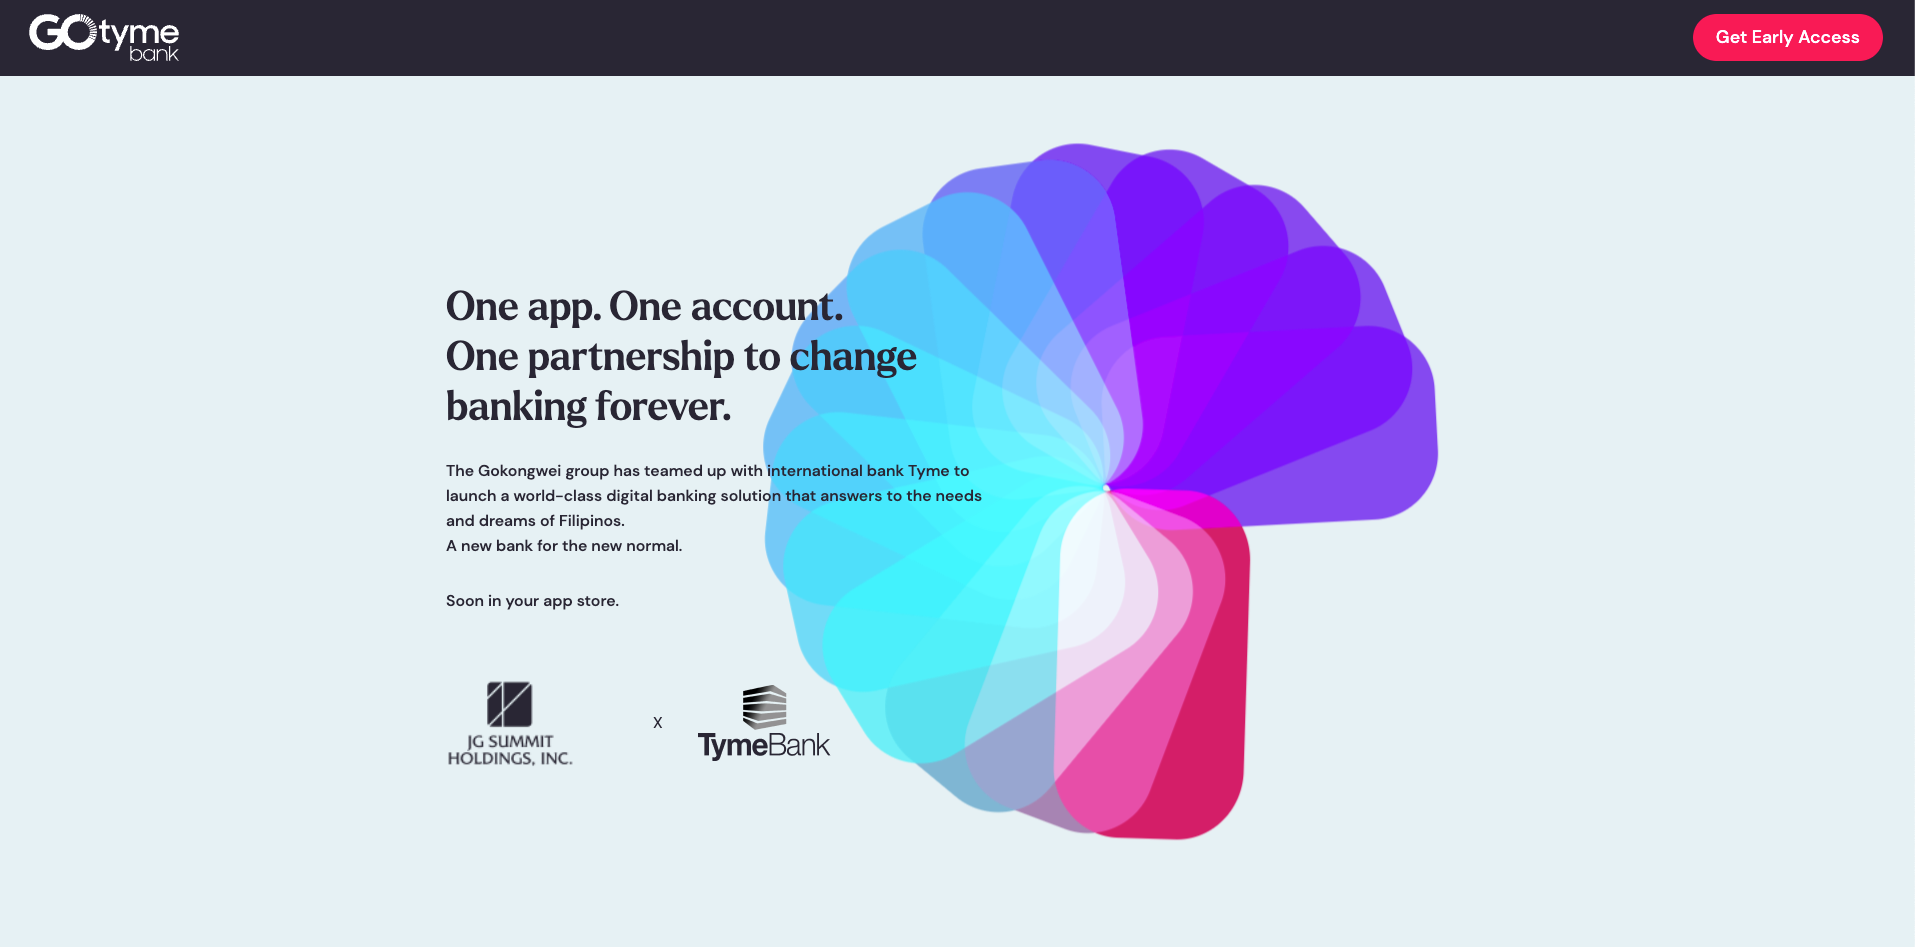 GOtyme
bank
Get Early Access
One app. One account.
One partnership to change
banking forever.
The Gokongwei group has teamed up with international bank Tyme to
launch a world-class digital banking solution that answers to the needs
and dreams of Filipinos.
A new bank for the new normal.
Soon in your app store.
JG SUMMIT
HOLDINGS, INC.
X
TymeBank